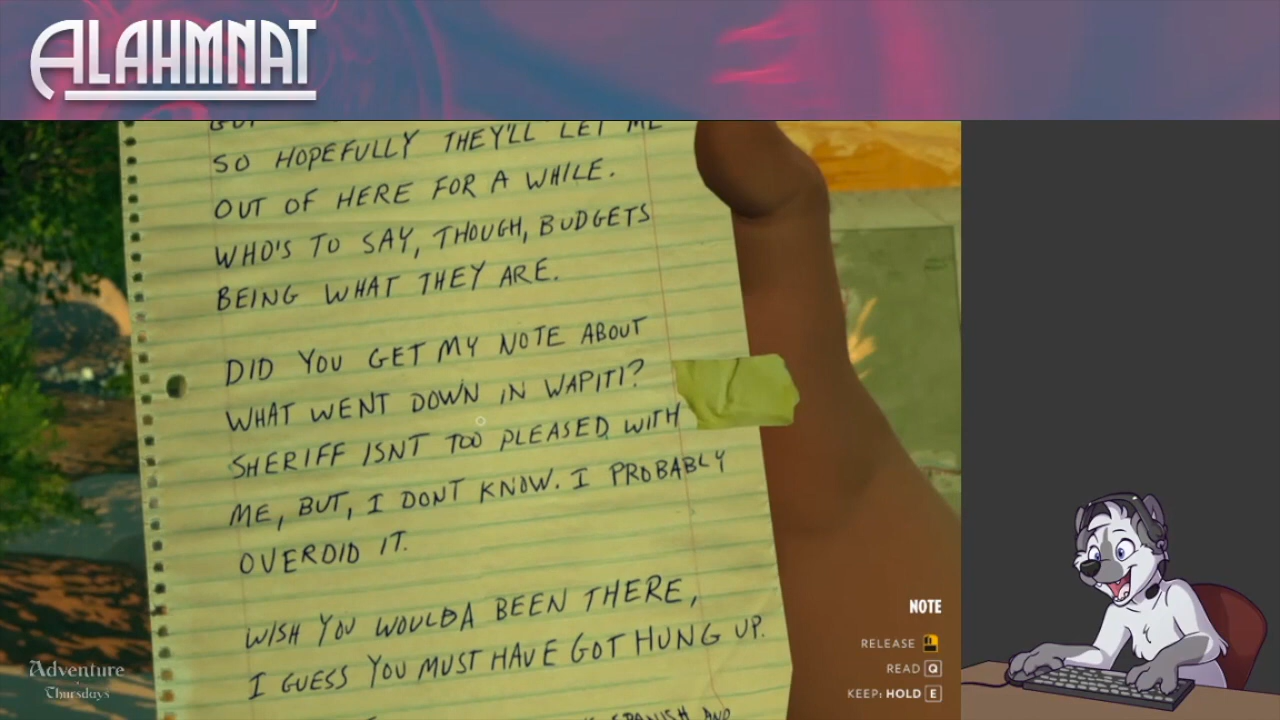 ALAHMNAT
SO HOPEFULLY THEY'LL LET ME
OUT OF HERE FOR A WHILE.
WHO'S TO SAY, THOUGH, BUDGETS
BEING WHAT THEY ARE.
DID YOU GET MY NOTE ABOUT
WHAT WENT DOWN IN WAPITI?
SHERIFF ISNT TOO PLEASED WITH
ME, BUT, I DONT KNOW. I PROBABLY
OVERDID IT.
WISH YOU WOULDA BEEN THERE,
I GUESS YOU MUST HAVE GOT HUNG UP.
SPANISH AND
NOTE
RELEASE
READ Q
KEEP: HOLD E
Adventure
Thursdays